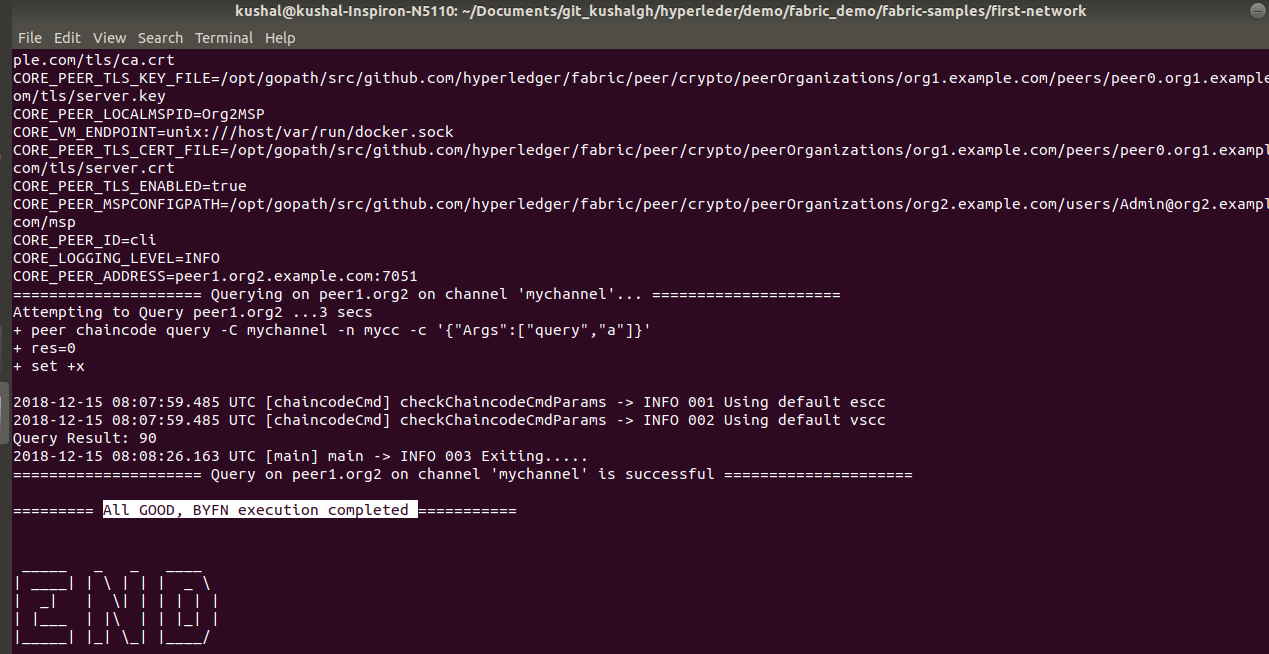 kushal@kushal-Inspiron-N5110: ~/Documents/git_kushalgh/hyperleder/demo/fabric_demo/fabric-samples/first-network
File Edit View Search Terminal Help
ple.com/tls/ca.crt
CORE_PEER_TLS_KEY_FILE=/opt/gopath/src/github.com/hyperledger/fabric/peer/crypto/peerOrganizations/org1.example.com/peers/peer0.org1.example
om/tls/server.key
CORE_PEER_LOCALMSPID=Org2MSP
CORE_VM_ENDPOINT=unix:///host/var/run/docker.sock
CORE_PEER_TLS_CERT_FILE=/opt/gopath/src/github.com/hyperledger/fabric/peer/crypto/peerOrganizations/org1.example.com/peers/peer0.org1.exampl
com/tls/server.crt
CORE_PEER_TLS_ENABLED=true
CORE_PEER_MSPCONFIGPATH=/opt/gopath/src/github.com/hyperledger/fabric/peer/crypto/peerOrganizations/org2.example.com/users/Admin@org2.exampl
com/msp
CORE_PEER_ID=cli
CORE_LOGGING_LEVEL=INFO
CORE_PEER_ADDRESS=peer1.org2.example.com:7051
===================== Querying on peer1.org2 on channel 'mychannel'... =====================
Attempting to Query peer1.org2 ...3 secs
+ peer chaincode query -C mychannel -n mycc -c '{"Args":["query","a"]}'
+ res=0
+ set +x
2018-12-15 08:07:59.485 UTC [chaincodeCmd] checkChaincodeCmdParams -> INFO 001 Using default escc
2018-12-15 08:07:59.485 UTC [chaincodeCmd] checkChaincodeCmdParams -> INFO 002 Using default vscc
Query Result: 90
2018-12-15 08:08:26.163 UTC [main] main -> INFO 003 Exiting.....
===================== Query on peer1.org2 on channel 'mychannel' is successful =====================
========= All GOOD, BYFN execution completed ===========
END